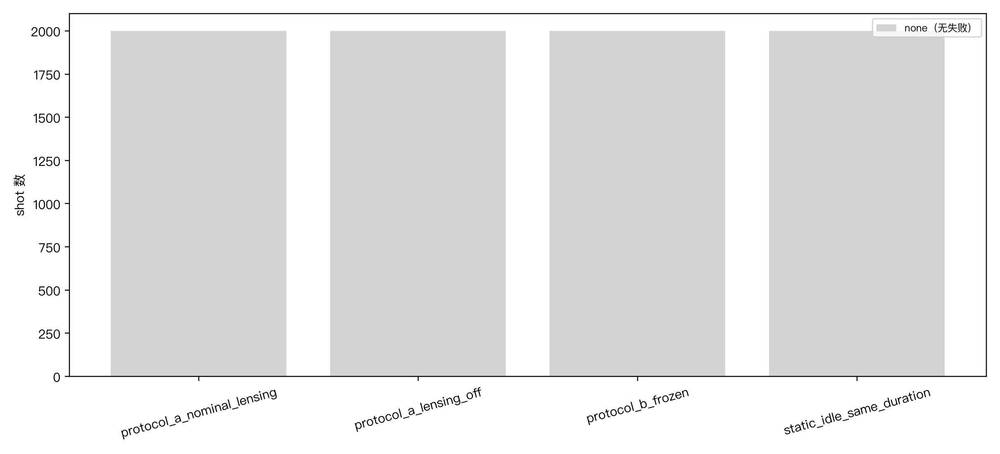 none（无失败）
2000
1750
1500
1250
1000
750
500
250
0
shot 数
protocol_a_nominal_lensing
protocol_a_lensing_off
protocol_b_frozen
static_idle_same_duration